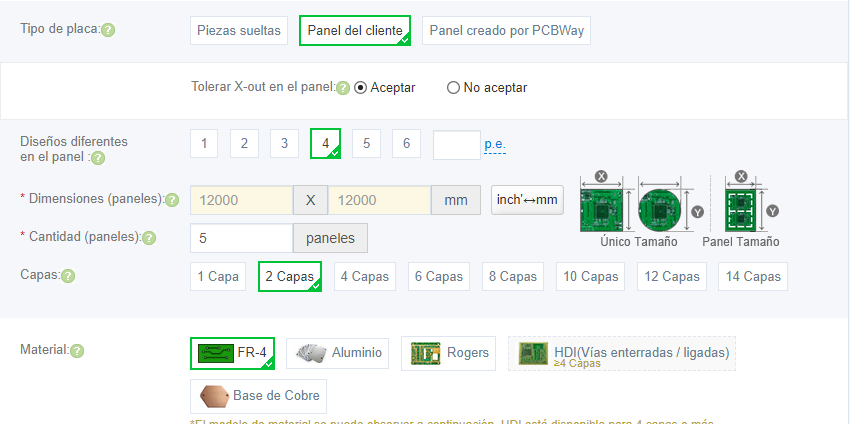 Tipo de placa: ? Piezas sueltas Panel del cliente Panel creado por PCBWay
Tolerar X-out en el panel: ? Aceptar No aceptar
Diseños diferentes
en el panel : ? 1 2 3 4 5 6 p.e.
X X
* Dimensiones (paneles): ? 12000 X 12000 mm inch'↔mm
Y Y
* Cantidad (paneles): ? 5 paneles Único Tamaño Panel Tamaño
Capas: ? 1 Capa 2 Capas 4 Capas 6 Capas 8 Capas 10 Capas 12 Capas 14 Capas
Material: ? FR-4 Aluminio Rogers HDI(Vías enterradas / ligadas)
≥4 Capas
Base de Cobre
*El modelo de material se puede observar a continuación. HDI está disponible para 4 capas o más